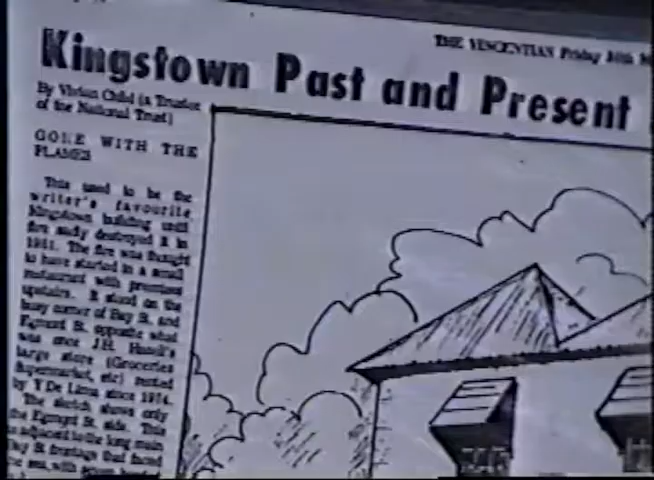 THE VINCENTIAN Friday 30th
Kingstown Past and Present
By Vivian Child (a Trustee
of the National Trust)
GONE WITH THE
FLAMES
This used to be the
writer's favourite
Kingstown building until
fire sadly destroyed it in
The fire was thought
to have started in a small
restaurant with premises
upstairs. It stood on the
busy corner of Bay St. and
Egmont St. opposite what
was once J.H. Hazell's
large store (Groceries
Supermarket, etc) rented
by Y De Lima since 1974.
The sketch shows only
the Egmont St. side. This
is adjacent to the long main
Bay St frontage that faced
the sea, with